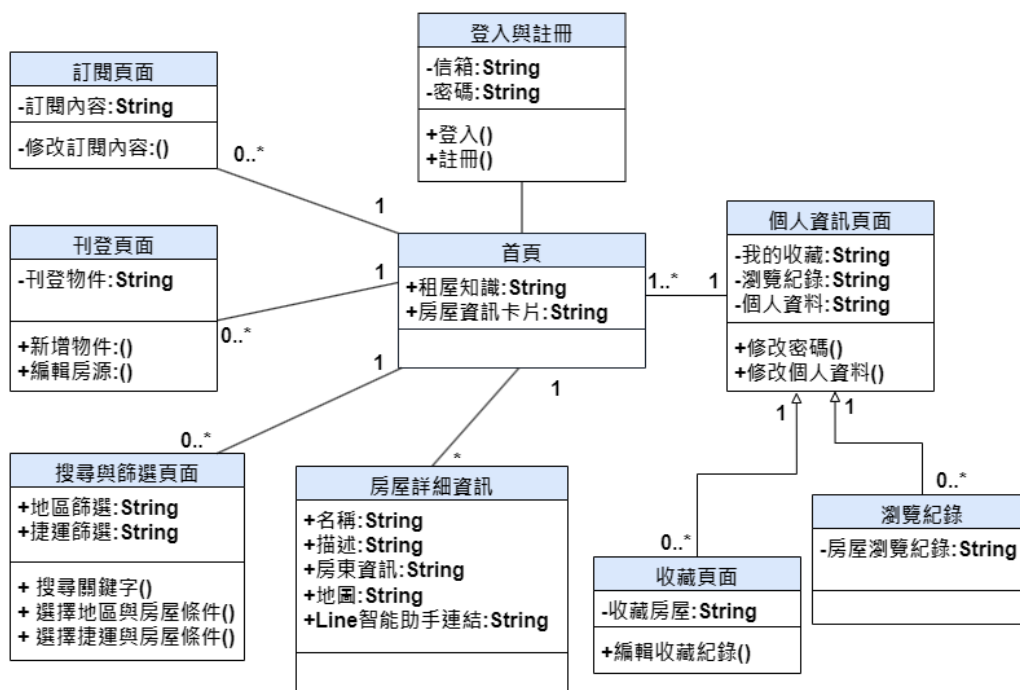 登入與註冊
-信箱:String
-密碼:String
+登入()
+註冊()
訂閱頁面
-訂閱內容:String
-修改訂閱內容:()
0..*
1
刊登頁面
-刊登物件:String
+新增物件:()
+編輯房源:()
1
0..*
首頁
+租屋知識:String
+房屋資訊卡片:String
1..*
1
個人資訊頁面
-我的收藏:String
-瀏覽紀錄:String
-個人資料:String
+修改密碼()
+修改個人資料()
1
0..*
搜尋與篩選頁面
+地區篩選:String
+捷運篩選:String
+ 搜尋關鍵字()
+ 選擇地區與房屋條件()
+ 選擇捷運與房屋條件()
1
*
房屋詳細資訊
+名稱:String
+描述:String
+房東資訊:String
+地圖:String
+Line智能助手連結:String
1
0..*
收藏頁面
-收藏房屋:String
+編輯收藏紀錄()
1
0..*
瀏覽紀錄
-房屋瀏覽紀錄:String